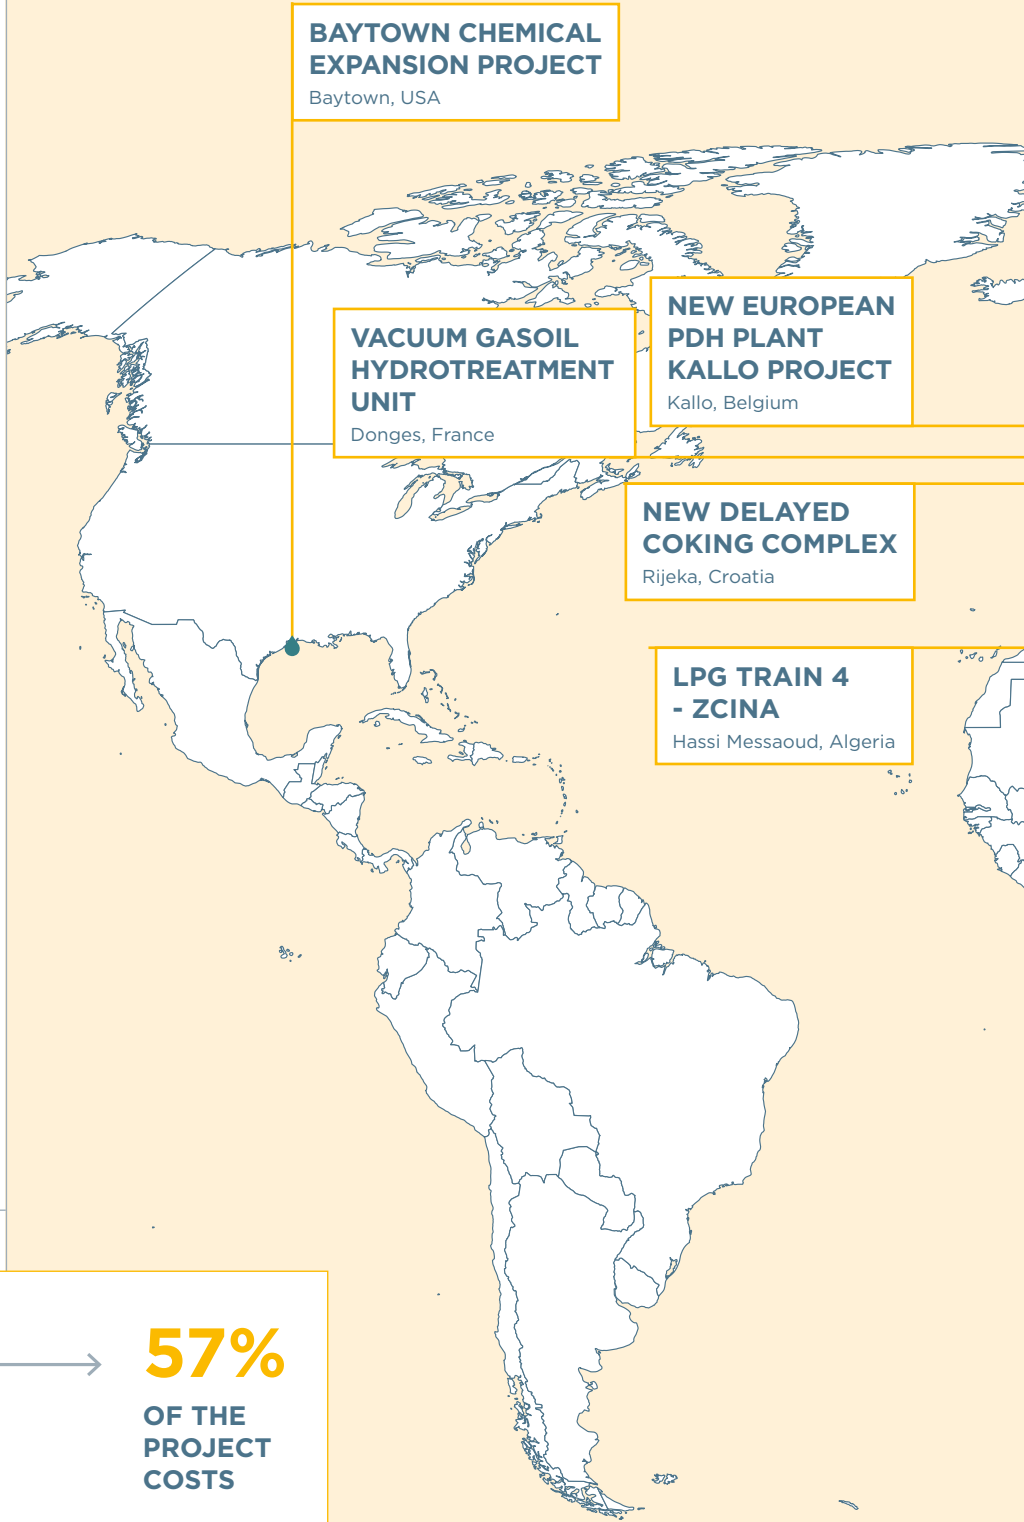 BAYTOWN CHEMICAL
EXPANSION PROJECT
Baytown, USA
VACUUM GASOIL
HYDROTREATMENT
UNIT
Donges, France
NEW EUROPEAN
PDH PLANT
KALLO PROJECT
Kallo, Belgium
NEW DELAYED
COKING COMPLEX
Rijeka, Croatia
LPG TRAIN 4
- ZCINA
Hassi Messaoud, Algeria
57%
OF THE
PROJECT
COSTS